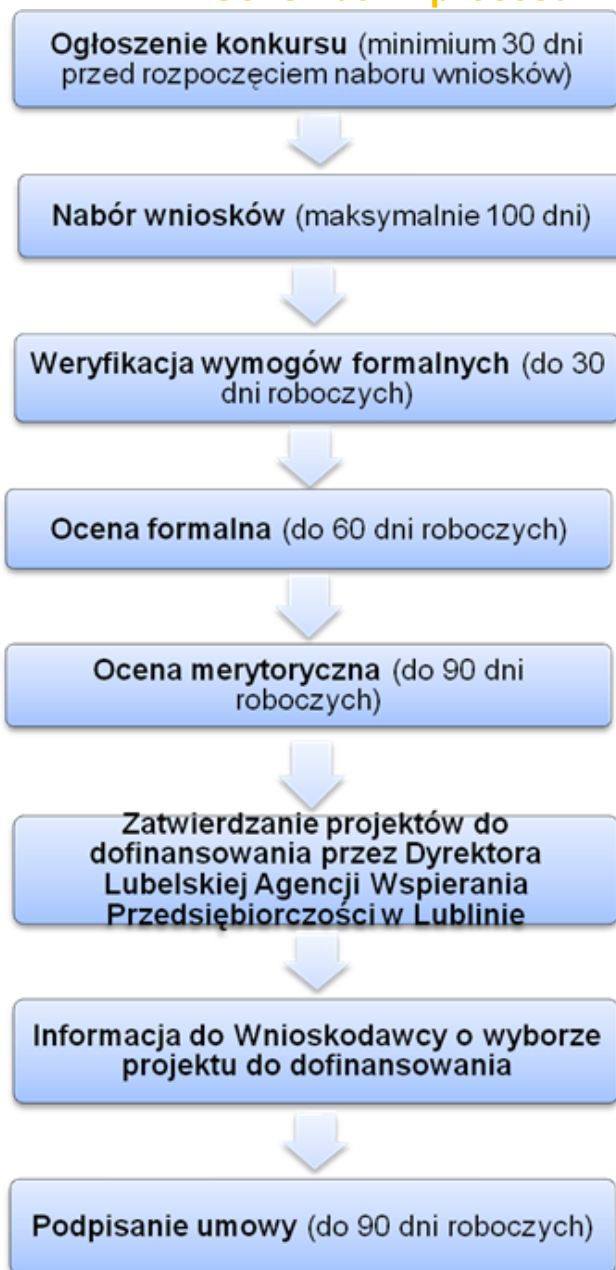 Ogłoszenie konkursu (minimum 30 dni
przed rozpoczęciem naboru wniosków)
Nabór wniosków (maksymalnie 100 dni)
Weryfikacja wymogów formalnych (do 30
dni roboczych)
Ocena formalna (do 60 dni roboczych)
Ocena merytoryczna (do 90 dni
roboczych)
Zatwierdzanie projektów do
dofinansowania przez Dyrektora
Lubelskiej Agencji Wspierania
Przedsiębiorczości w Lublinie
Informacja do Wnioskodawcy o wyborze
projektu do dofinansowania
Podpisanie umowy (do 90 dni roboczych)